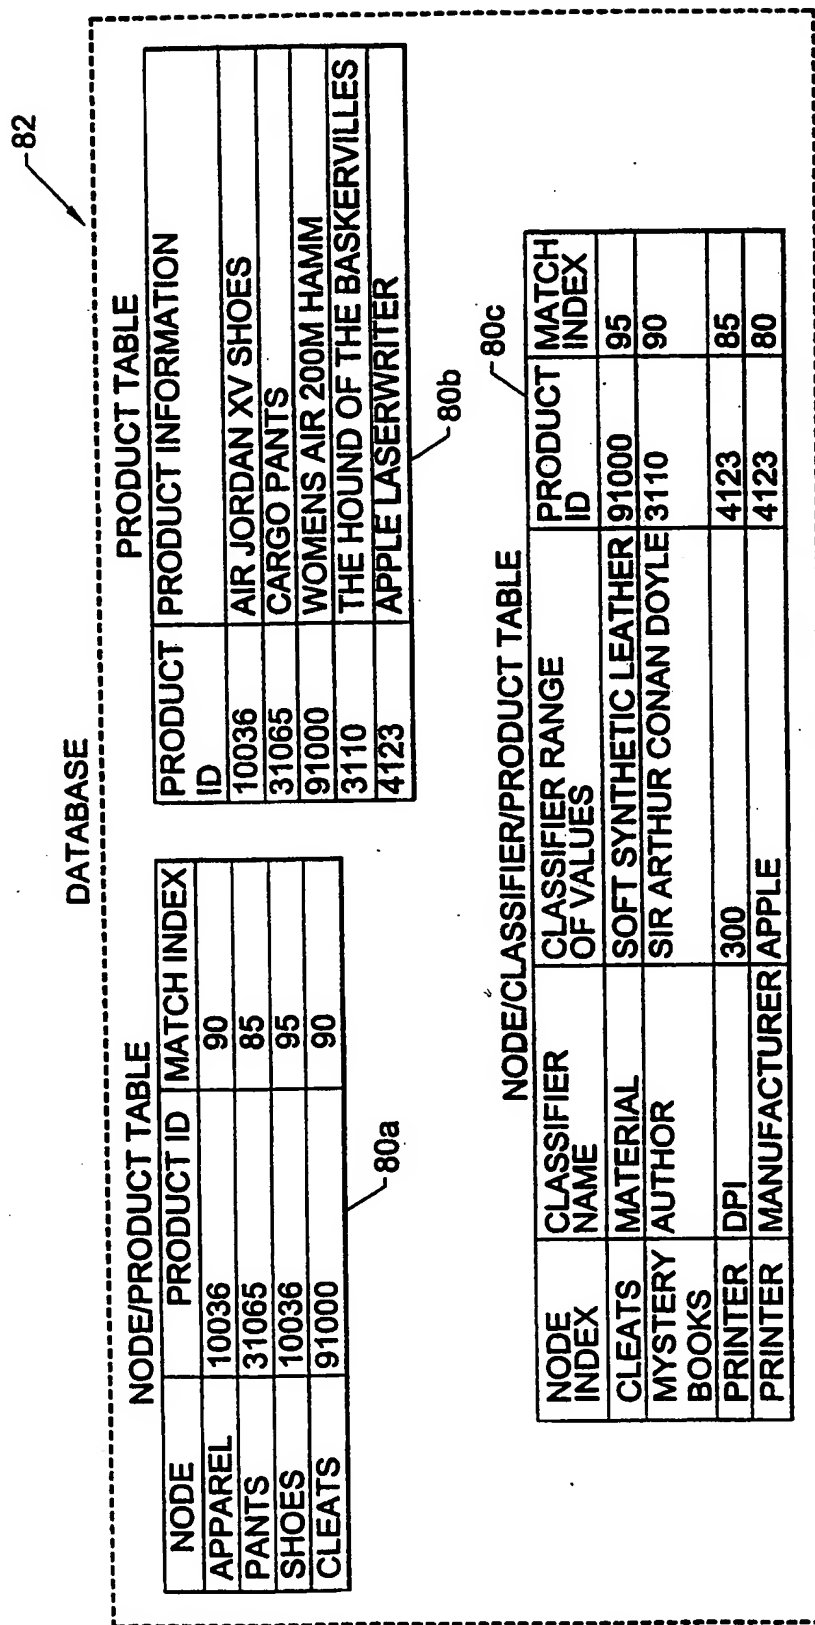 82
DATABASE
NODE/PRODUCT TABLE
NODE PRODUCT ID MATCH INDEX
APPAREL 10036 90
PANTS 31065 85
SHOES 10036 95
CLEATS 91000 90
80a
PRODUCT TABLE
PRODUCT ID PRODUCT INFORMATION
10036 AIR JORDAN XV SHOES
31065 CARGO PANTS
91000 WOMENS AIR 200M HAMM
3110 THE HOUND OF THE BASKERVILLES
4123 APPLE LASERWRITER
80b
NODE/CLASSIFIER/PRODUCT TABLE
80c
NODE CLASSIFIER CLASSIFIER RANGE PRODUCT MATCH
INDEX NAME OF VALUES ID INDEX
CLEATS MATERIAL SOFT SYNTHETIC LEATHER 91000 95
MYSTERY AUTHOR SIR ARTHUR CONAN DOYLE 3110 90
BOOKS
PRINTER DPI 300 4123 85
PRINTER MANUFACTURER APPLE 4123 80